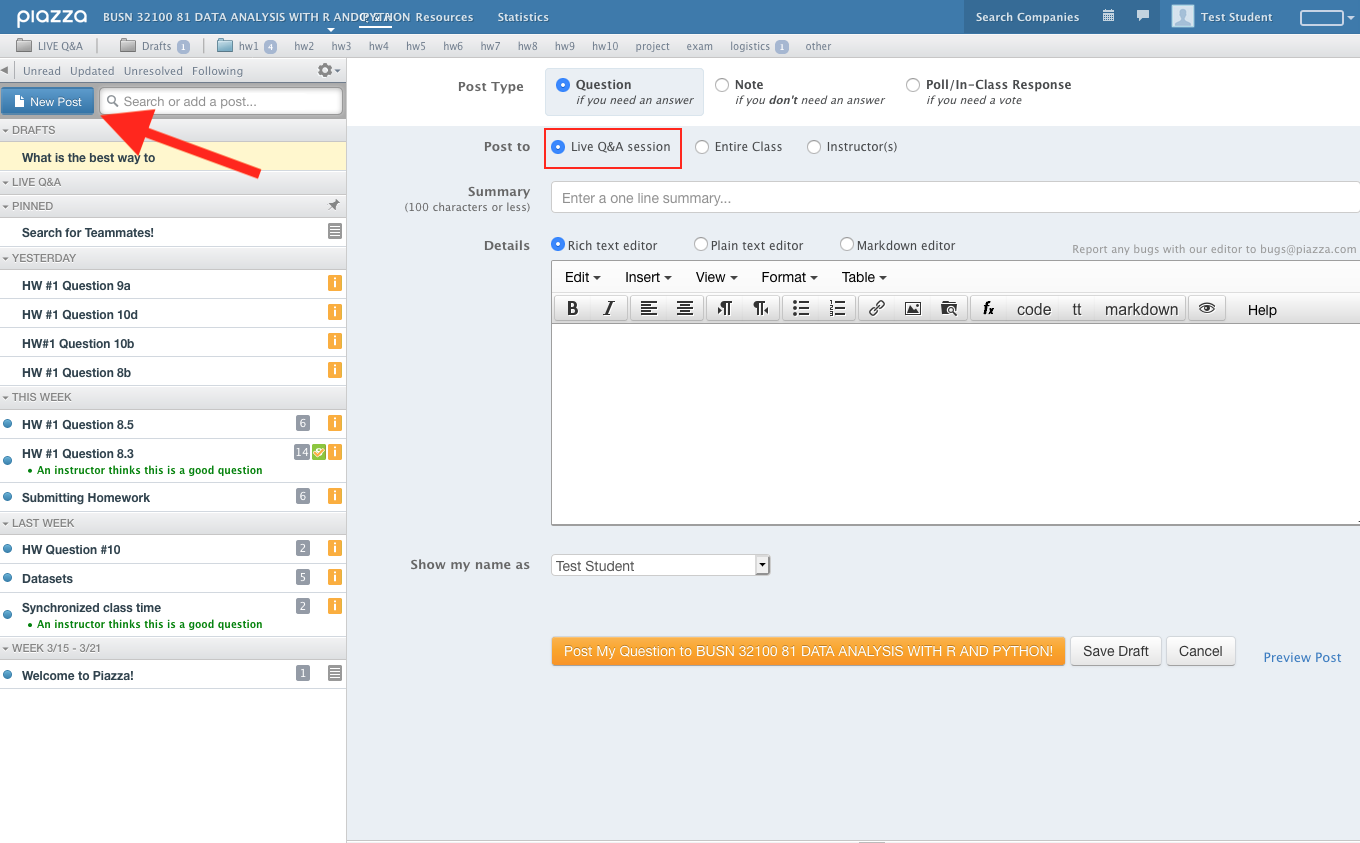 piazza BUSN 32100 81 DATA ANALYSIS WITH R AND PYTHON Resources Statistics Search Companies Test Student
LIVE Q&A Drafts 1 hw1 4 hw2 hw3 hw4 hw5 hw6 hw7 hw8 hw9 hw10 project exam logistics 1 other
Unread Updated Unresolved Following
New Post Search or add a post...
DRAFTS
What is the best way to
LIVE Q&A
PINNED
Search for Teammates!
YESTERDAY
HW #1 Question 9a i
HW #1 Question 10d i
HW#1 Question 10b i
HW #1 Question 8b i
THIS WEEK
HW #1 Question 8.5 6 i
HW #1 Question 8.3 14 i
• An instructor thinks this is a good question
Submitting Homework 6 i
LAST WEEK
HW Question #10 2 i
Datasets 5 i
Synchronized class time 2 i
• An instructor thinks this is a good question
WEEK 3/15 - 3/21
Welcome to Piazza! 1
Post Type Question Note Poll/In-Class Response
if you need an answer if you don't need an answer if you need a vote
Post to Live Q&A session Entire Class Instructor(s)
Summary
(100 characters or less)
Enter a one line summary...
Details Rich text editor Plain text editor Markdown editor Report any bugs with our editor to bugs@piazza.com
Edit Insert View Format Table
B I fx code tt markdown Help
Show my name as Test Student
Post My Question to BUSN 32100 81 DATA ANALYSIS WITH R AND PYTHON! Save Draft Cancel Preview Post